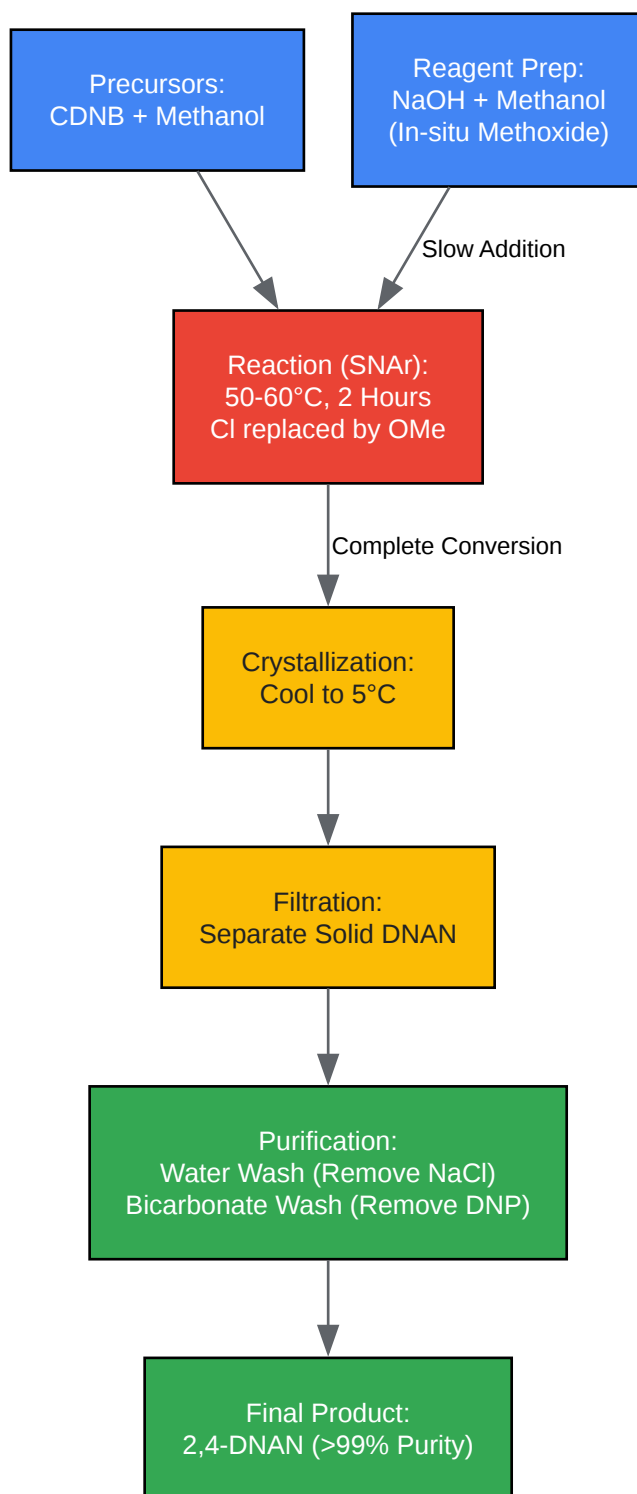 Precursors:
CDNB + Methanol
Reagent Prep:
NaOH + Methanol
(In-situ Methoxide)
Slow Addition
Reaction (SNAr):
50-60°C, 2 Hours
Cl replaced by OMe
Complete Conversion
Crystallization:
Cool to 5°C
Filtration:
Separate Solid DNAN
Purification:
Water Wash (Remove NaCl)
Bicarbonate Wash (Remove DNP)
Final Product:
2,4-DNAN (>99% Purity)